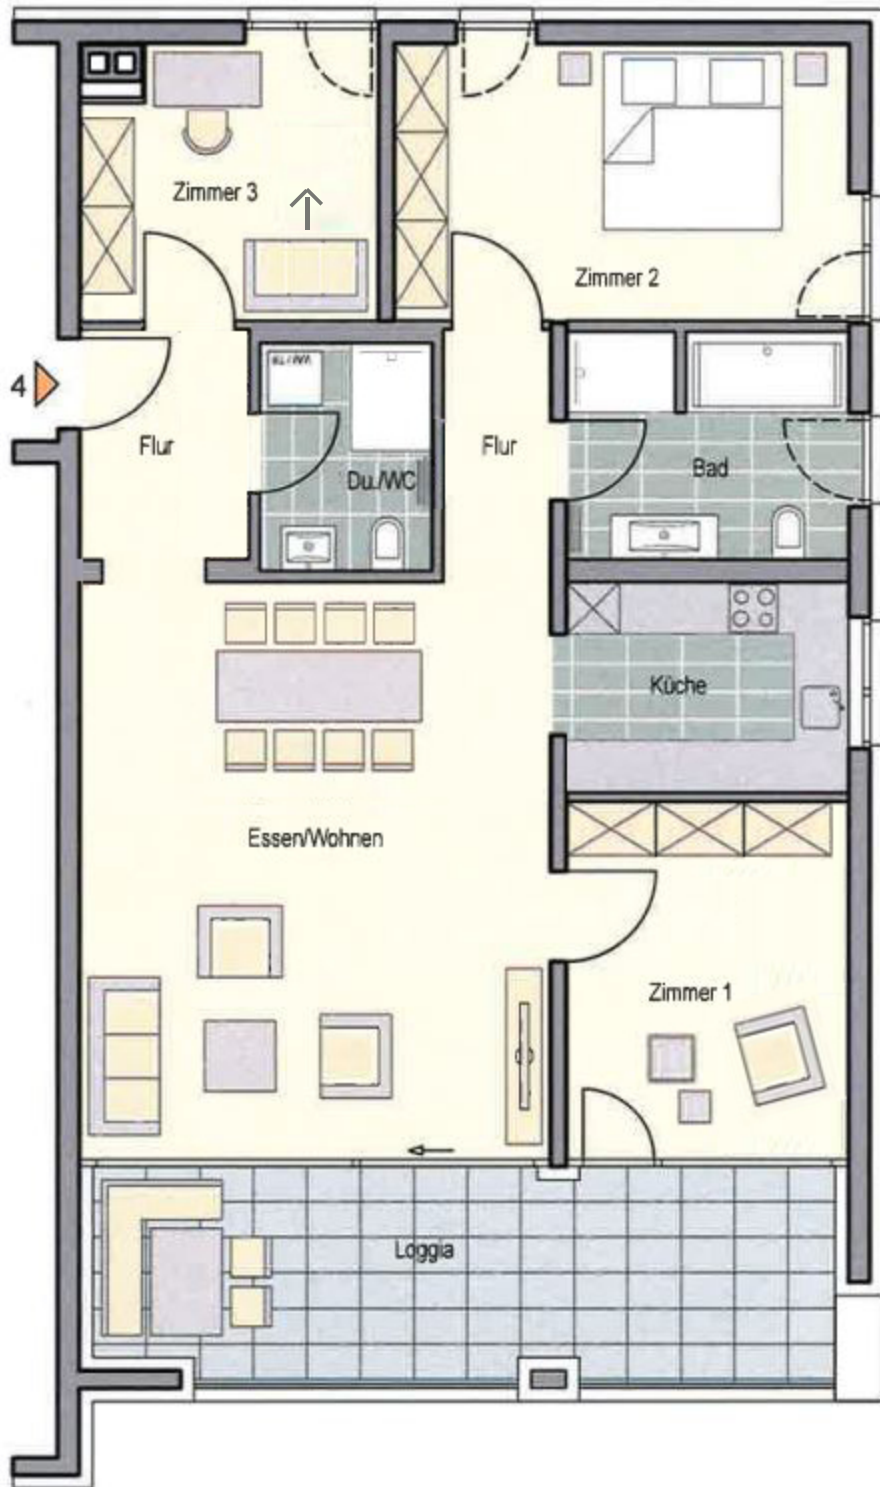 Zimmer 3
Zimmer 2
4
Flur
Du./WC
Flur
Bad
Küche
Essen/Wohnen
Zimmer 1
Loggia